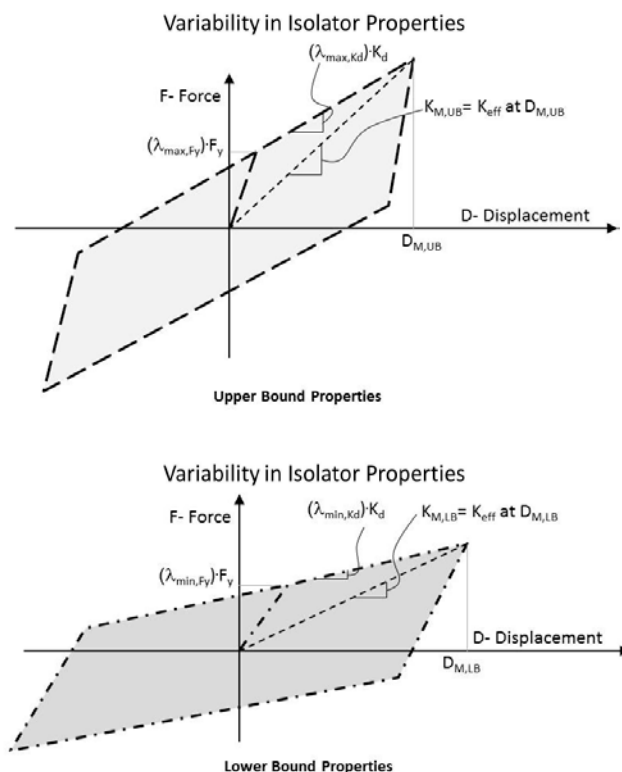 Variability in Isolator Properties
(λmax,Kd)·Kd
F- Force
KM,UB= Keff at DM,UB
(λmax,Fy)·Fy
D- Displacement
DM,UB
Upper Bound Properties
Variability in Isolator Properties
(λmin,Kd)·Kd
KM,LB= Keff at DM,LB
F- Force
(λmin,Fy)·Fy
D- Displacement
DM,LB
Lower Bound Properties